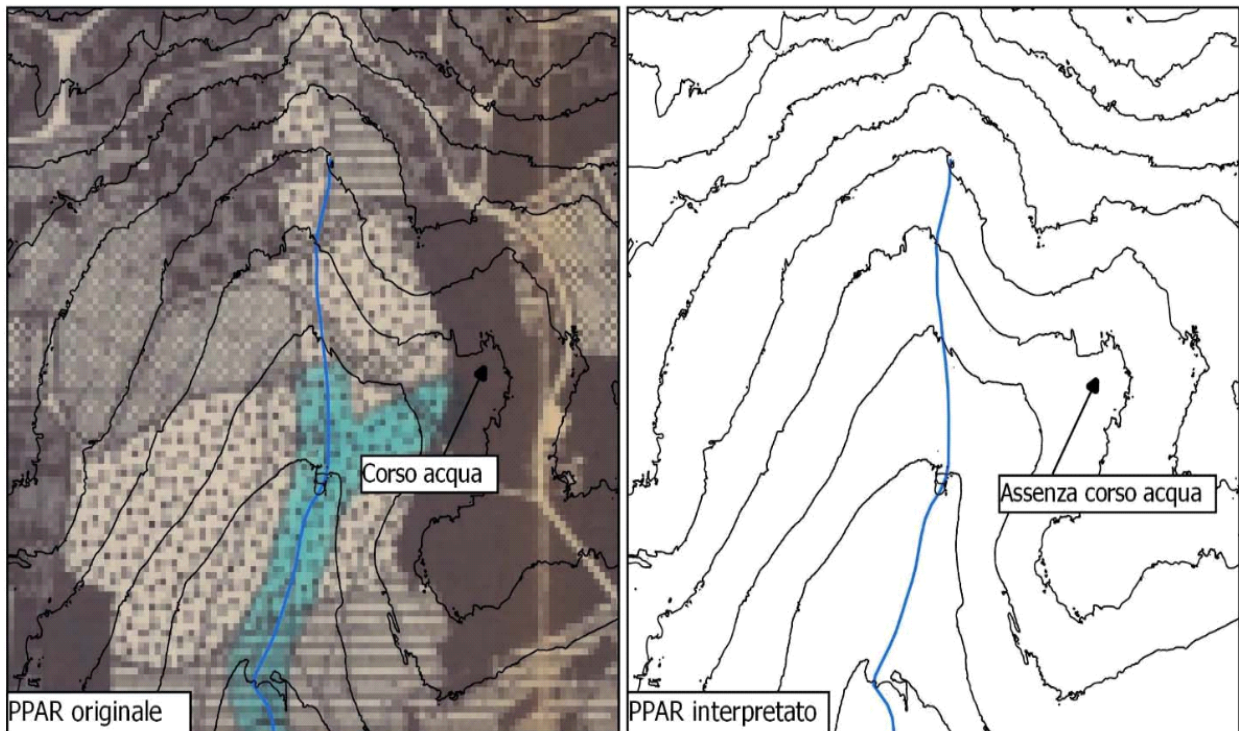 Corso acqua
Assenza corso acqua
PPAR originale
PPAR interpretato